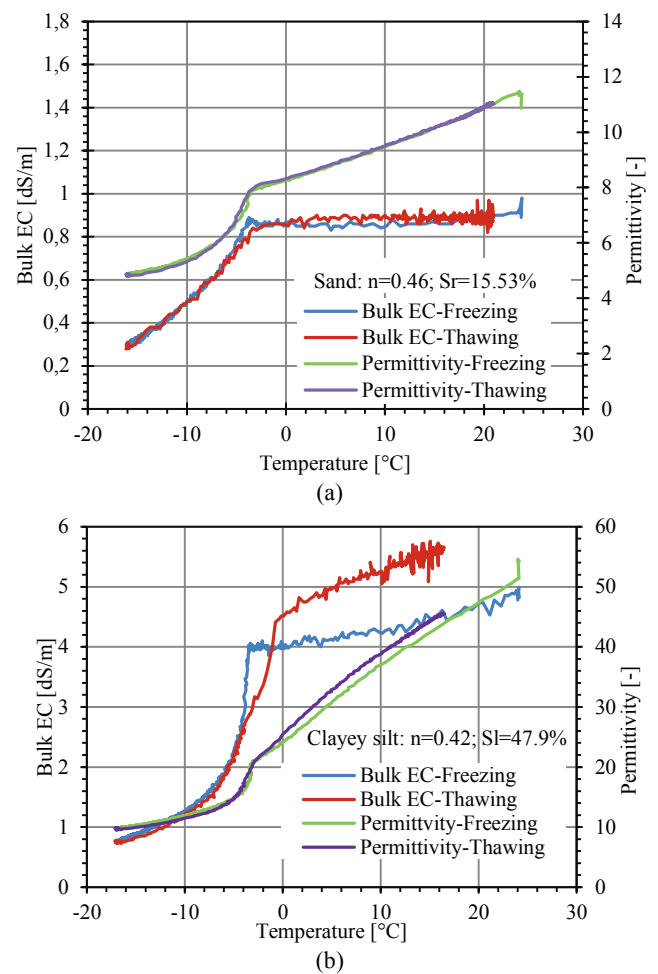 1,8
1,6
1,4
1,2
1
0,8
0,6
0,4
0,2
0
Bulk EC [dS/m]
14
12
10
8
6
4
2
0
Permittivity [-]
Sand: n=0.46; Sr=15.53%
Bulk EC-Freezing
Bulk EC-Thawing
Permittivity-Freezing
Permittivity-Thawing
-20 -10 0 10 20 30
Temperature [°C]
(a)
6
5
4
3
2
1
0
Bulk EC [dS/m]
60
50
40
30
20
10
0
Permittivity [-]
Clayey silt: n=0.42; Sl=47.9%
Bulk EC-Freezing
Bulk EC-Thawing
Permittvity-Freezing
Permittivity-Thawing
-20 -10 0 10 20 30
Temperature [°C]
(b)